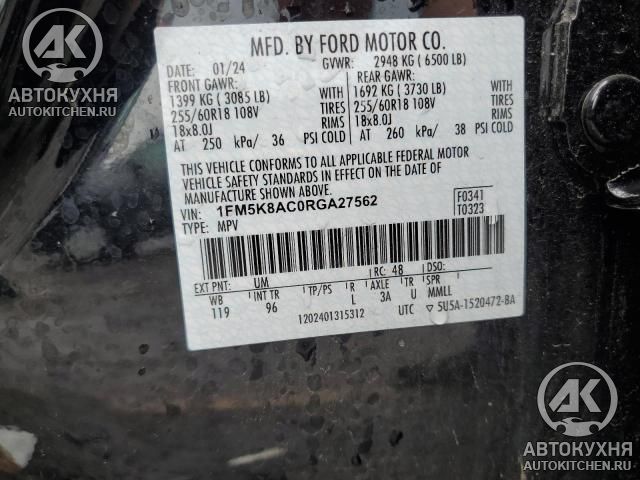 MFD. BY FORD MOTOR CO.
DATE: 01/24 GVWR: 2948 KG ( 6500 LB)
FRONT GAWR: REAR GAWR:
1399 KG ( 3085 LB) WITH 1692 KG ( 3730 LB) WITH
255/60R18 108V TIRES 255/60R18 108V TIRES
18x8.0J RIMS 18x8.0J RIMS
AT 250 kPa/ 36 PSI COLD AT 260 kPa/ 38 PSI COLD
THIS VEHICLE CONFORMS TO ALL APPLICABLE FEDERAL MOTOR
VEHICLE SAFETY STANDARDS IN EFFECT ON THE DATE OF
MANUFACTURE SHOWN ABOVE.
VIN: 1FM5K8AC0RGA27562 F0341
TYPE: MPV T0323
EXT PNT: UM RC: 48 DSO:
WB INT TR TP/PS R AXLE TR MMLL
119 96 L 3A U
1202401315312 UTC ▽ 5U5A-1520472-BA
АК
АВТОКУХНЯ
AUTOKITCHEN.RU
АК
АВТОКУХНЯ
AUTOKITCHEN.RU